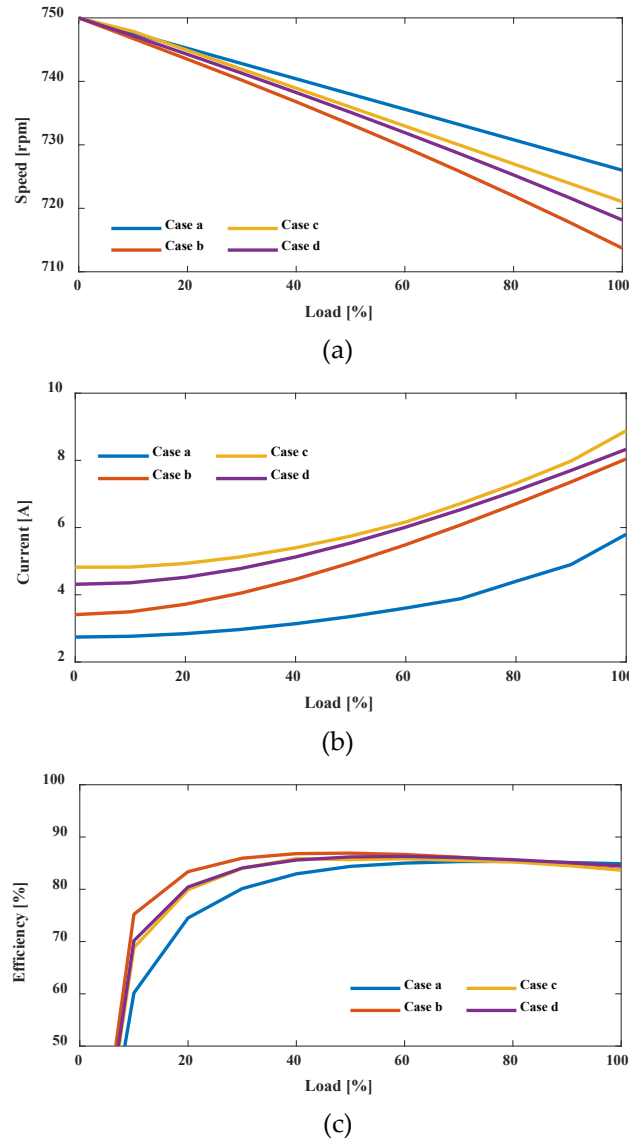 750
740
730
720
710
Speed [rpm]
Case a
Case c
Case b
Case d
0
20
40
60
80
100
Load [%]
(a)
10
8
6
4
2
Current [A]
Case a
Case c
Case b
Case d
0
20
40
60
80
100
Load [%]
(b)
100
90
80
70
60
50
Efficiency [%]
Case a
Case c
Case b
Case d
0
20
40
60
80
100
Load [%]
(c)